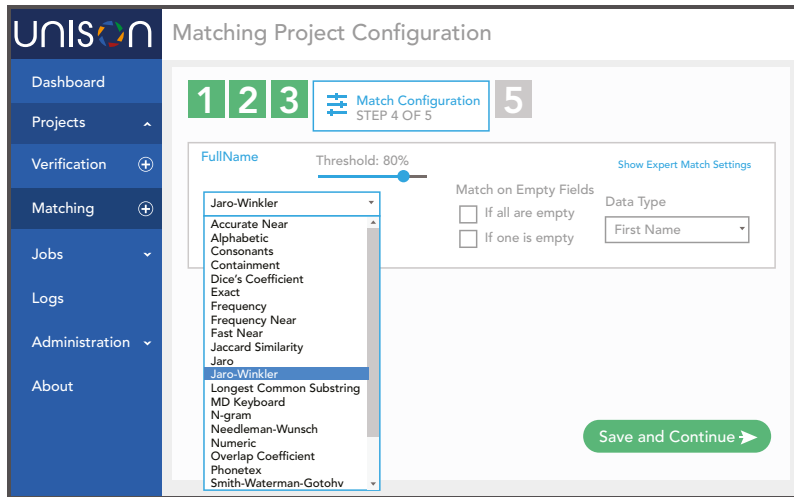 UNISON
Matching Project Configuration
Dashboard
Projects
Verification
Matching
Jobs
Logs
Administration
About
1 2 3
Match Configuration
STEP 4 OF 5
5
FullName
Threshold: 80%
Show Expert Match Settings
Jaro-Winkler
Match on Empty Fields
If all are empty
If one is empty
Data Type
First Name
Accurate Near
Alphabetic
Consonants
Containment
Dice's Coefficient
Exact
Frequency
Frequency Near
Fast Near
Jaccard Similarity
Jaro
Jaro-Winkler
Longest Common Substring
MD Keyboard
N-gram
Needleman-Wunsch
Numeric
Overlap Coefficient
Phonetex
Smith-Waterman-Gotohv
Save and Continue